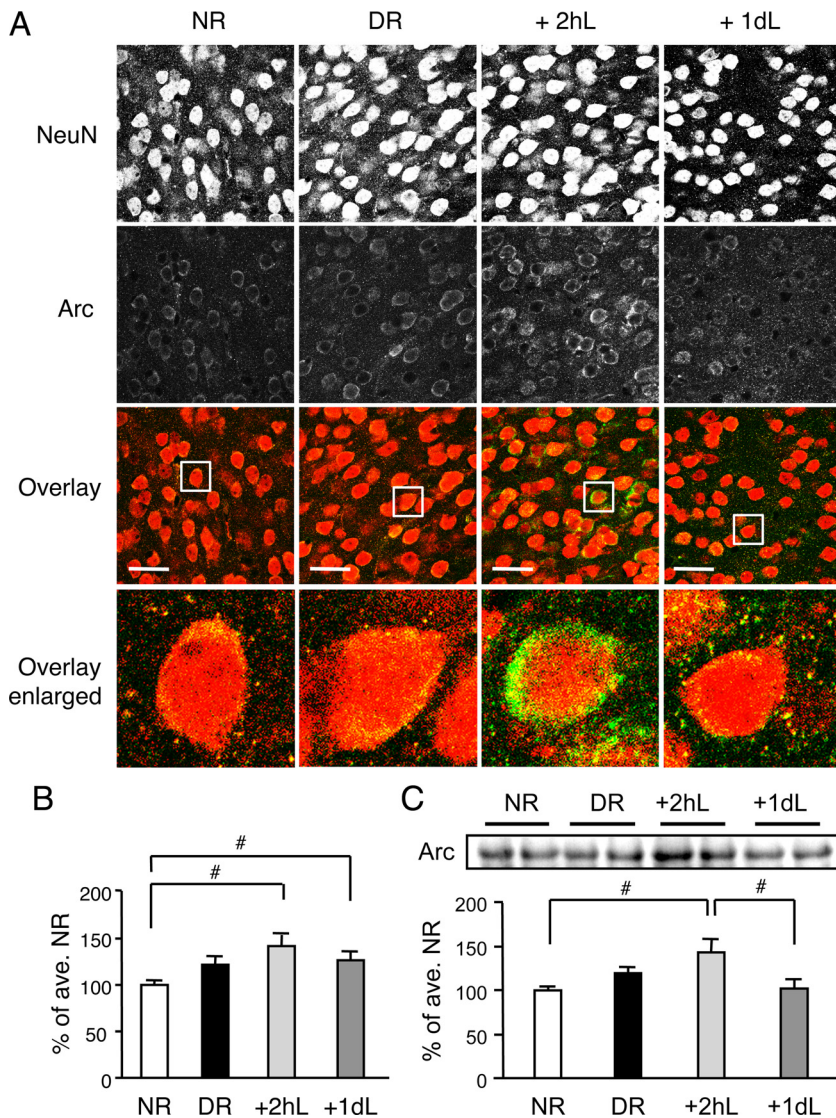 A
NR DR + 2hL + 1dL
NeuN
Arc
Overlay
Overlay
enlarged
B
#
#
200
150
100
50
0
% of ave. NR
NR DR +2hL +1dL
C
NR DR +2hL +1dL
Arc
# #
200
150
100
50
0
% of ave. NR
NR DR +2hL +1dL